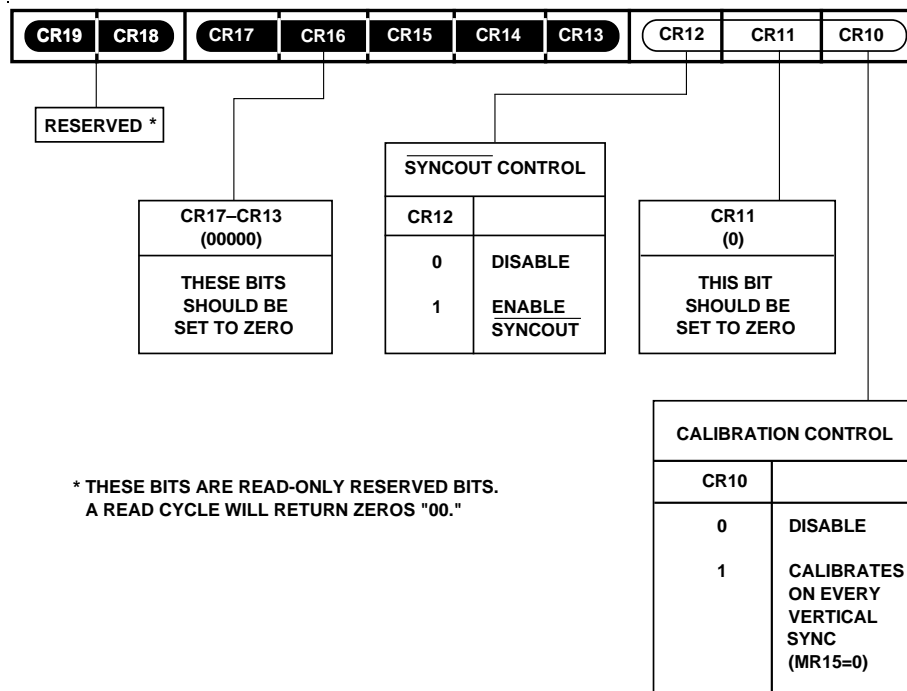 CR19 CR18 CR17 CR16 CR15 CR14 CR13 CR12 CR11 CR10
RESERVED *
SYNCOUT CONTROL
CR12
0 DISABLE
1 ENABLE
SYNCOUT
CR17–CR13
(00000)
THESE BITS
SHOULD BE
SET TO ZERO
CR11
(0)
THIS BIT
SHOULD BE
SET TO ZERO
CALIBRATION CONTROL
CR10
0 DISABLE
1 CALIBRATES
ON EVERY
VERTICAL
SYNC
(MR15=0)
* THESE BITS ARE READ-ONLY RESERVED BITS.
A READ CYCLE WILL RETURN ZEROS "00."